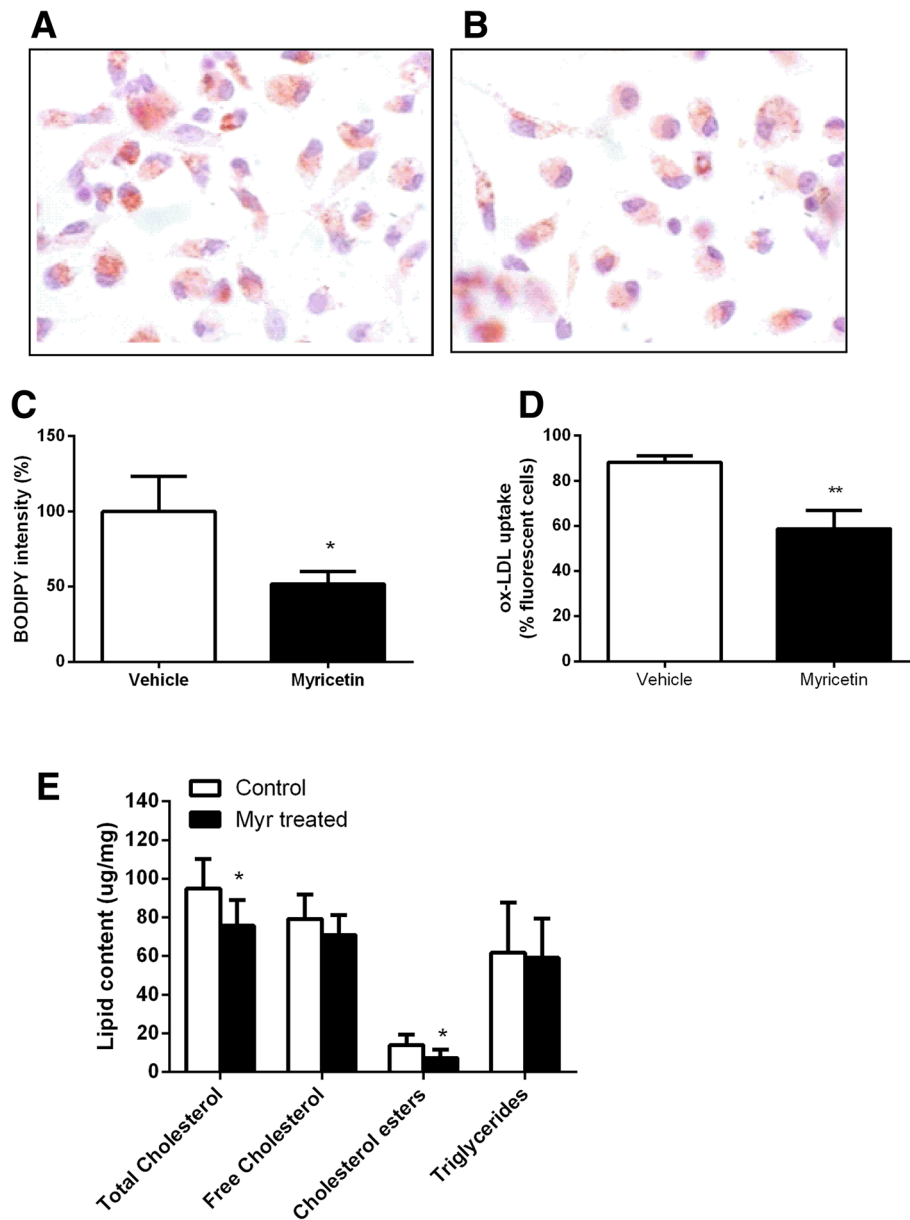 A
B
C
BODIPY intensity (%)
150
100
50
0
*
Vehicle
Myricetin
D
ox-LDL uptake
(% fluorescent cells)
100
80
60
40
20
0
**
Vehicle
Myricetin
E
Control
Myr treated
Lipid content (ug/mg)
140
120
100
80
60
40
20
0
*
*
Total Cholesterol
Free Cholesterol
Cholesterol esters
Triglycerides